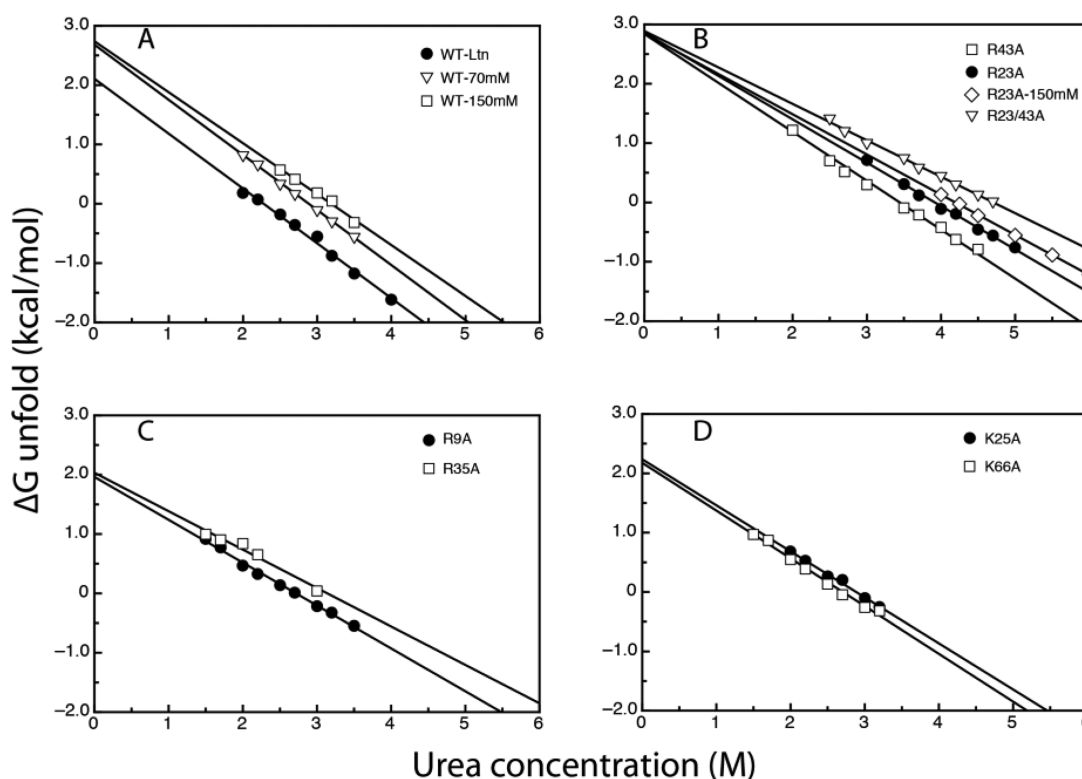 ΔG unfold (kcal/mol)
A
WT-Ltn
WT-70mM
WT-150mM
3.0
2.0
1.0
0
−1.0
−2.0
0 1 2 3 4 5 6
B
R43A
R23A
R23A-150mM
R23/43A
3.0
2.0
1.0
0
−1.0
−2.0
0 1 2 3 4 5
C
R9A
R35A
3.0
2.0
1.0
0
−1.0
−2.0
0 1 2 3 4 5 6
D
K25A
K66A
3.0
2.0
1.0
0
−1.0
−2.0
0 1 2 3 4 5
Urea concentration (M)